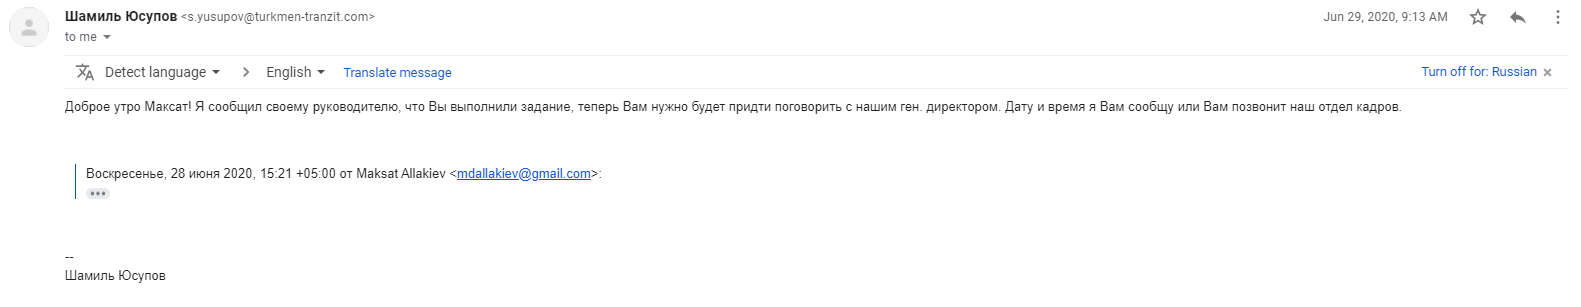 Шамиль Юсупов <s.yusupov@turkmen-tranzit.com> Jun 29, 2020, 9:13 AM
to me
Detect language English Translate message Turn off for: Russian ×
Доброе утро Максат! Я сообщил своему руководителю, что Вы выполнили задание, теперь Вам нужно будет придти поговорить с нашим ген. директором. Дату и время я Вам сообщу или Вам позвонит наш отдел кадров.
Воскресенье, 28 июня 2020, 15:21 +05:00 от Maksat Allakiev <mdallakiev@gmail.com>:
•••
--
Шамиль Юсупов